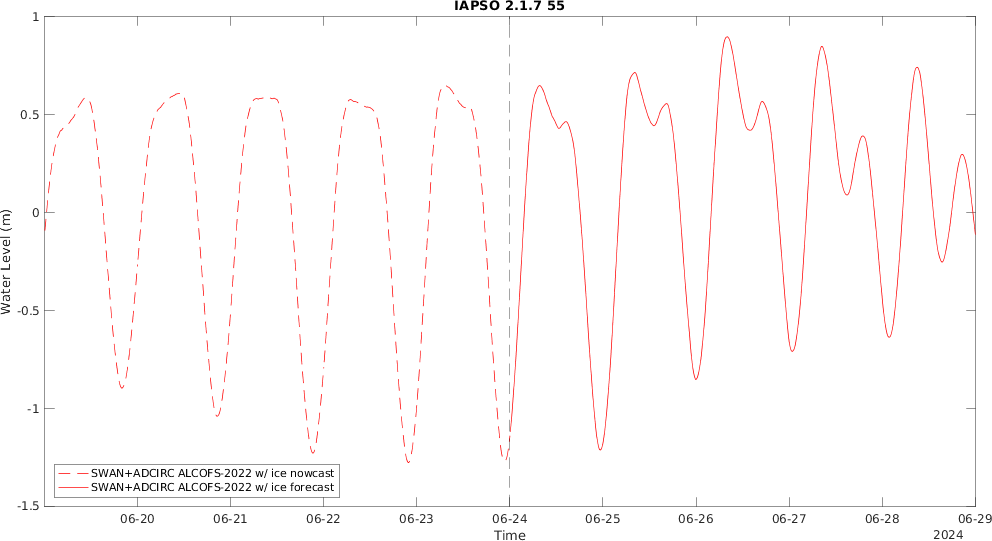 IAPSO 2.1.7 55
1
0.5
0
-0.5
-1
-1.5
Water Level (m)
SWAN+ADCIRC ALCOFS-2022 w/ ice nowcast
SWAN+ADCIRC ALCOFS-2022 w/ ice forecast
06-20 06-21 06-22 06-23 06-24 06-25 06-26 06-27 06-28 06-29
Time
2024